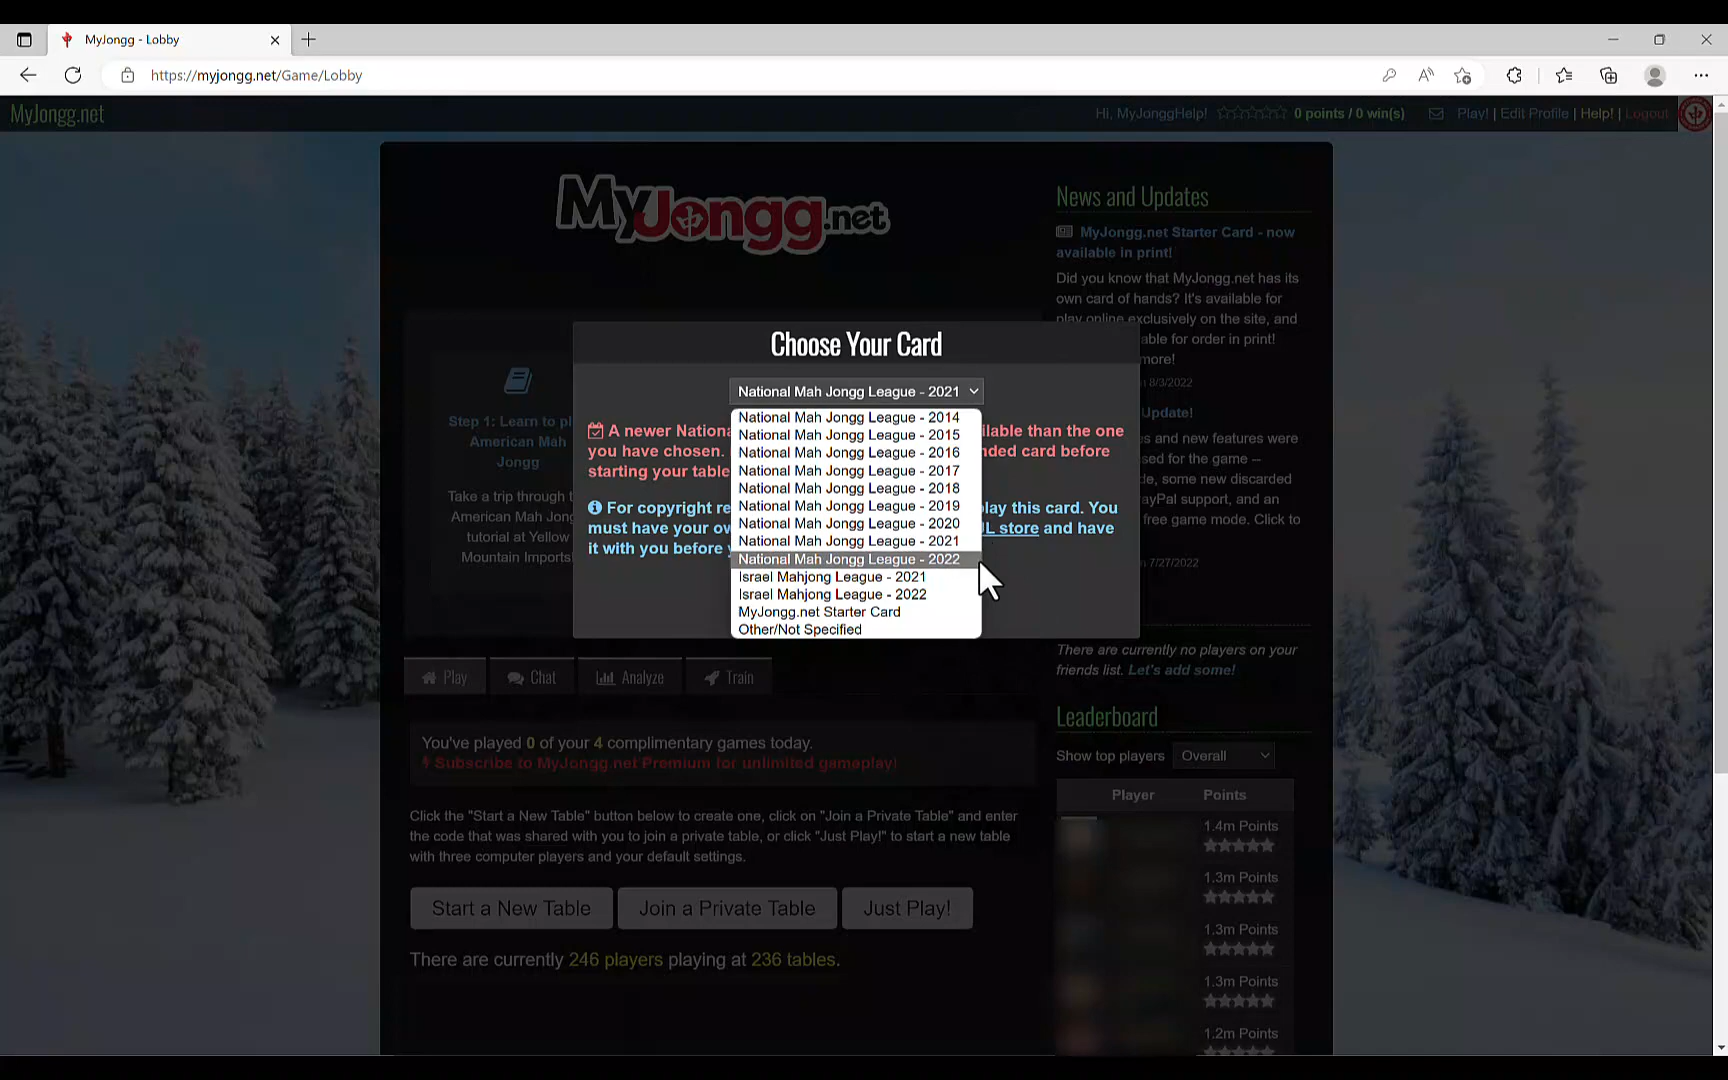 MyJongg - Lobby
https://myjongg.net/Game/Lobby
MyJongg.net
Hi, MyJonggHelp!
0 points / 0 win(s)
Play! | Edit Profile | Help! | Logout
MyJongg.net
News and Updates
MyJongg.net Starter Card - now
available in print!
Did you know that MyJongg.net has its
own card of hands? It's available for
play online exclusively on the site, and
able for order in print!
more!
8/3/2022
Update!
s and new features were
sed for the game --
e, some new discarded
ayPal support, and an
free game mode. Click to
7/27/2022
There are currently no players on your
friends list. Let's add some!
Step 1: Learn to pl
American Mah
Jongg
Take a trip through t
American Mah Jong
tutorial at Yellow
Mountain Imports
Choose Your Card
National Mah Jongg League - 2021
A newer Nationa
ilable than the one
you have chosen.
nded card before
starting your table
For copyright re
play this card. You
must have your ow
JL store and have
it with you before
National Mah Jongg League - 2014
National Mah Jongg League - 2015
National Mah Jongg League - 2016
National Mah Jongg League - 2017
National Mah Jongg League - 2018
National Mah Jongg League - 2019
National Mah Jongg League - 2020
National Mah Jongg League - 2021
National Mah Jongg League - 2022
Israel Mahjong League - 2021
Israel Mahjong League - 2022
MyJongg.net Starter Card
Other/Not Specified
Play
Chat
Analyze
Train
You've played 0 of your 4 complimentary games today.
Subscribe to MyJongg.net Premium for unlimited gameplay!
Click the "Start a New Table" button below to create one, click on "Join a Private Table" and enter
the code that was shared with you to join a private table, or click "Just Play!" to start a new table
with three computer players and your default settings.
Start a New Table
Join a Private Table
Just Play!
There are currently 246 players playing at 236 tables.
Leaderboard
Show top players
Overall
Player
Points
1.4m Points
1.3m Points
1.3m Points
1.3m Points
1.2m Points